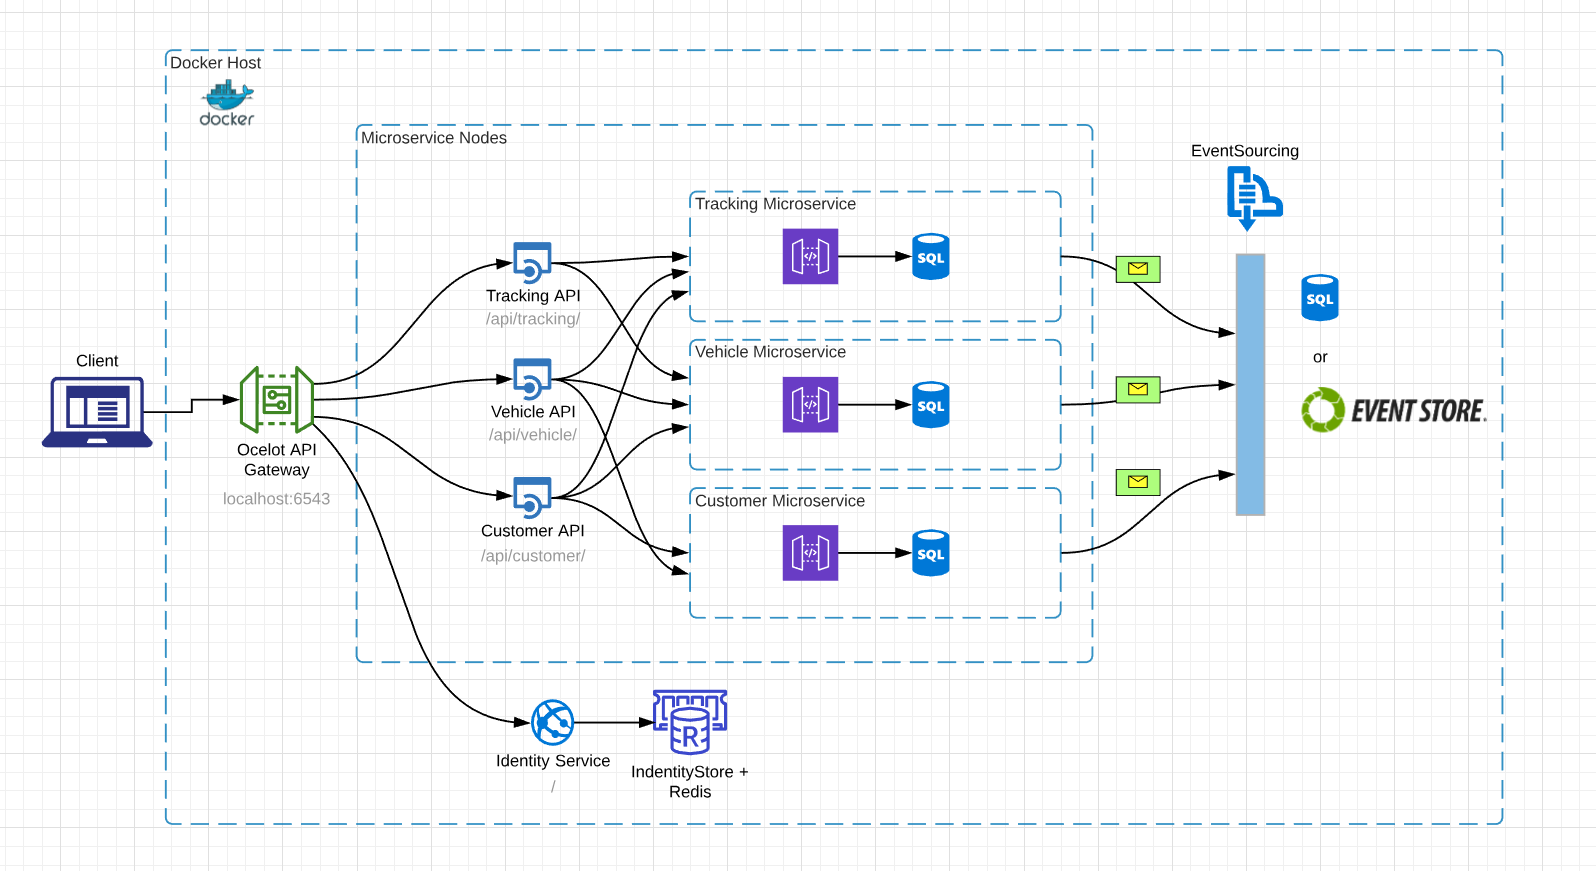 Docker Host
docker
Microservice Nodes
EventSourcing
Tracking Microservice
SQL
Tracking API
/api/tracking/
SQL
or
EVENT STORE.
Client
Vehicle Microservice
SQL
Vehicle API
/api/vehicle/
Ocelot API
Gateway
localhost:6543
Customer Microservice
SQL
Customer API
/api/customer/
Identity Service
/
R
IndentityStore +
Redis